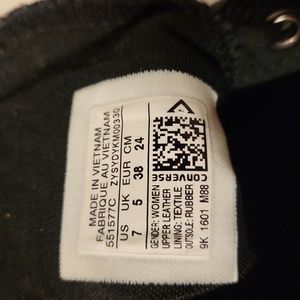 MADE IN VIETNAM
FABRIQUE AU VIETNAM
551577C ZYSYDYKM00330
US UK EUR CM
7 5 38 24
CONVERSE
GENDER: WOMEN
UPPER: LEATHER
LINING: TEXTILE
OUTSOLE: RUBBER
9K 1601 M88